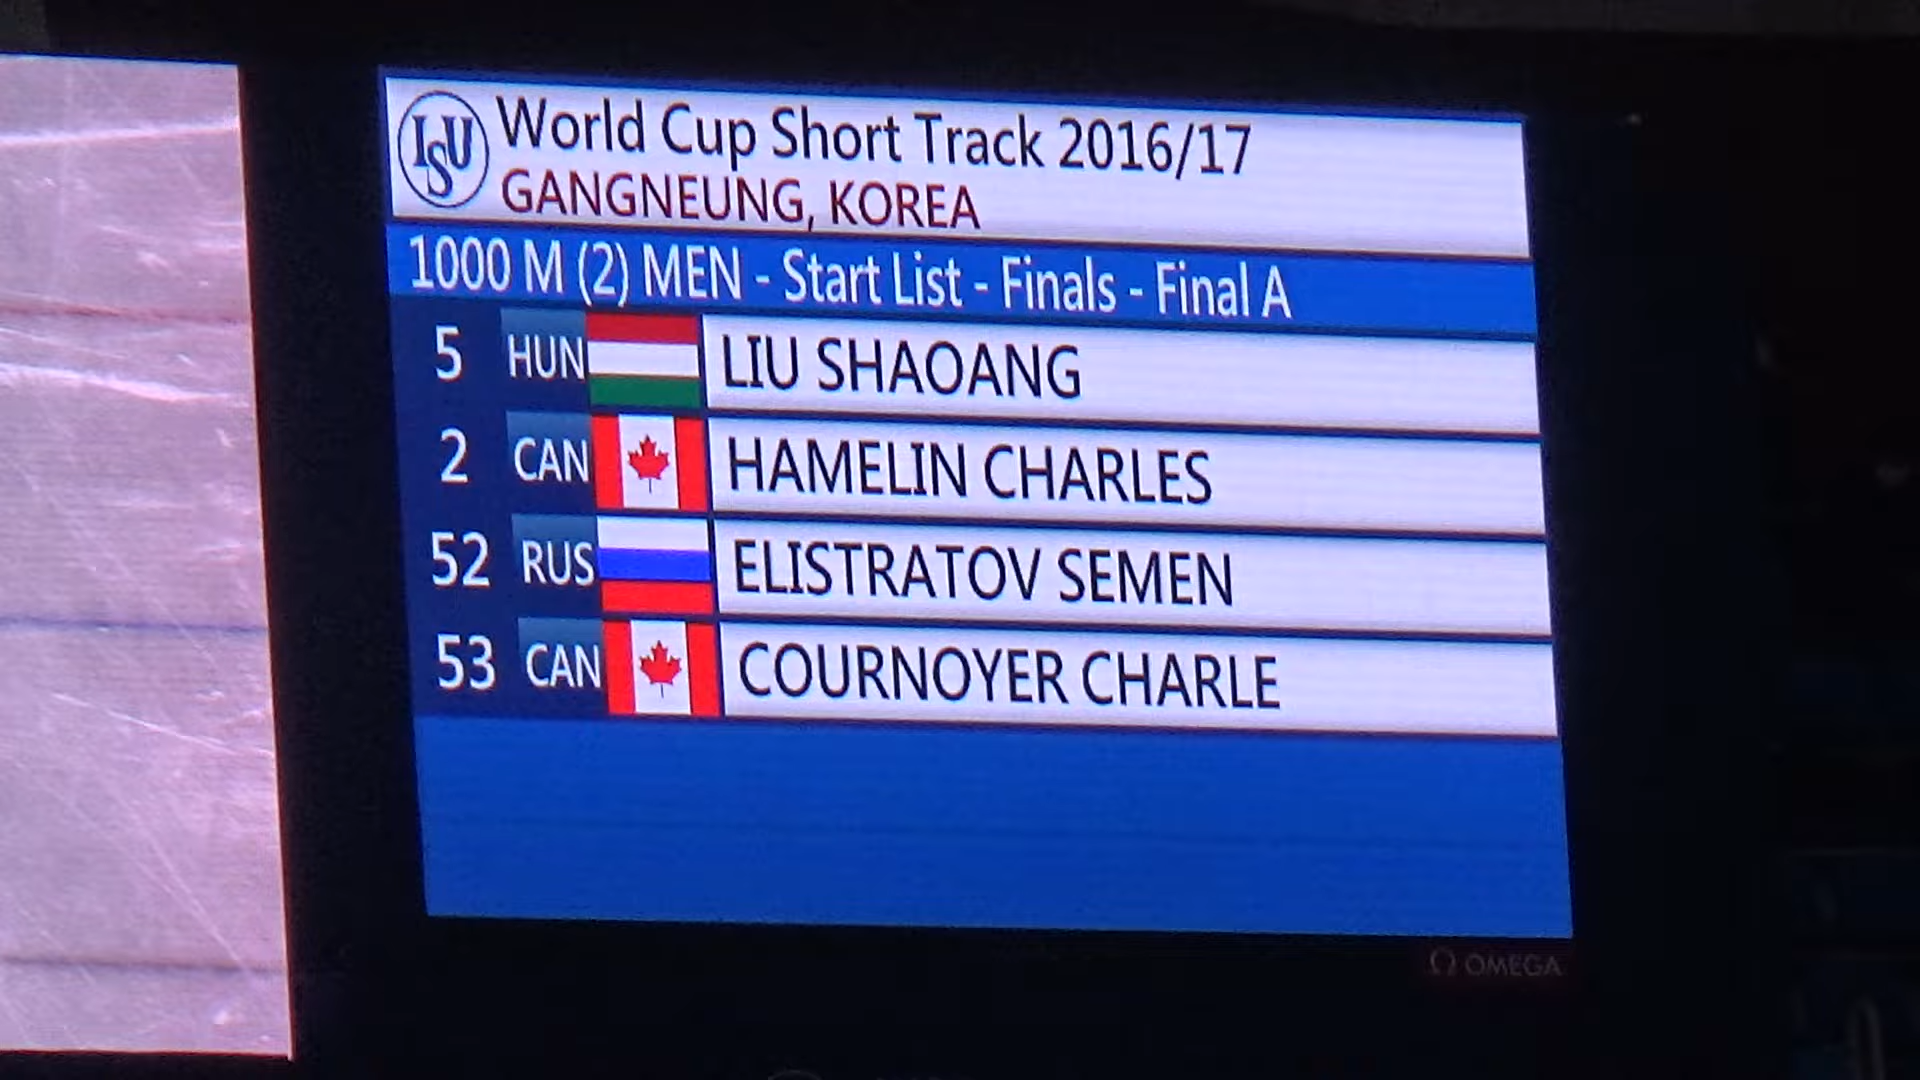 ISU
World Cup Short Track 2016/17
GANGNEUNG, KOREA
1000 M (2) MEN - Start List - Finals - Final A
5 HUN LIU SHAOANG
2 CAN HAMELIN CHARLES
52 RUS ELISTRATOV SEMEN
53 CAN COURNOYER CHARLE
Ω OMEGA